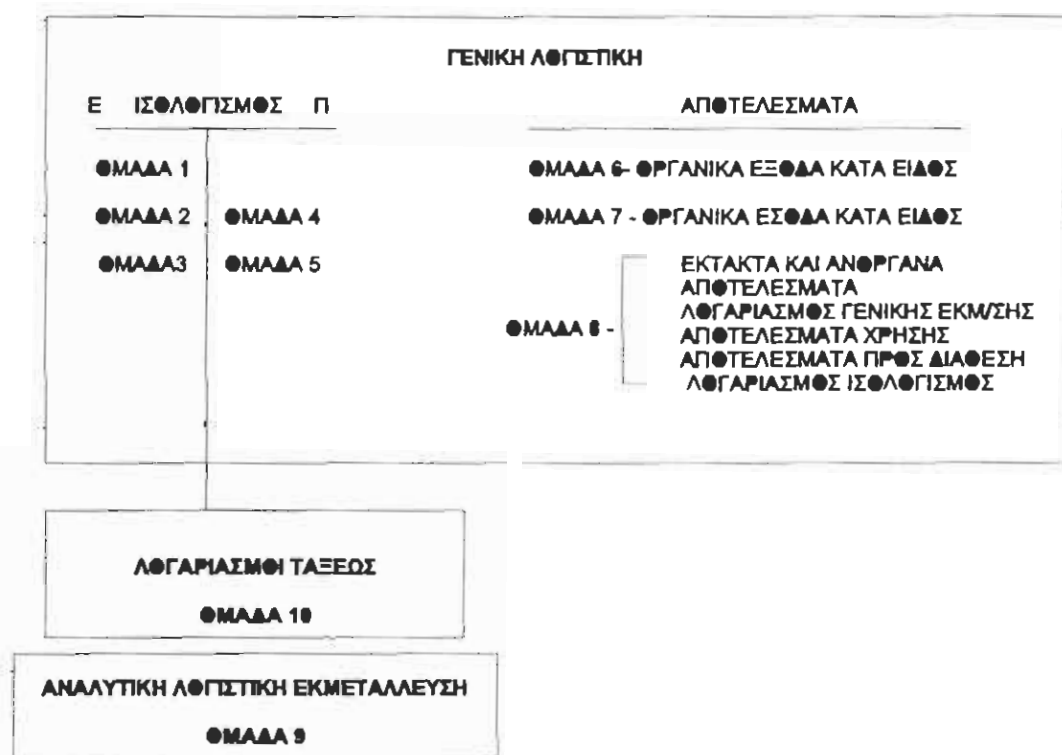 ΓΕΝΙΚΗ ΛΟΓΙΣΤΙΚΗ
Ε ΙΣΟΛΟΓΙΣΜΟΣ Π
ΑΠΟΤΕΛΕΣΜΑΤΑ
ΟΜΑΔΑ 1
ΟΜΑΔΑ 2 ΟΜΑΔΑ 4
ΟΜΑΔΑ3 ΟΜΑΔΑ 5
ΟΜΑΔΑ 6- ΟΡΓΑΝΙΚΑ ΕΞΟΔΑ ΚΑΤΑ ΕΙΔΟΣ
ΟΜΑΔΑ 7 - ΟΡΓΑΝΙΚΑ ΕΣΟΔΑ ΚΑΤΑ ΕΙΔΟΣ
ΟΜΑΔΑ 8 -
ΕΚΤΑΚΤΑ ΚΑΙ ΑΝΟΡΓΑΝΑ
ΑΠΟΤΕΛΕΣΜΑΤΑ
ΛΟΓΑΡΙΑΣΜΟΣ ΓΕΝΙΚΗΣ ΕΚΜ/ΣΗΣ
ΑΠΟΤΕΛΕΣΜΑΤΑ ΧΡΗΣΗΣ
ΑΠΟΤΕΛΕΣΜΑΤΑ ΠΡΟΣ ΔΙΑΘΕΣΗ
ΛΟΓΑΡΙΑΣΜΟΣ ΙΣΟΛΟΓΙΣΜΟΣ
ΛΟΓΑΡΙΑΣΜΟΙ ΤΑΞΕΩΣ
ΟΜΑΔΑ 10
ΑΝΑΛΥΤΙΚΗ ΛΟΓΙΣΤΙΚΗ ΕΚΜΕΤΑΛΛΕΥΣΗ
ΟΜΑΔΑ 9